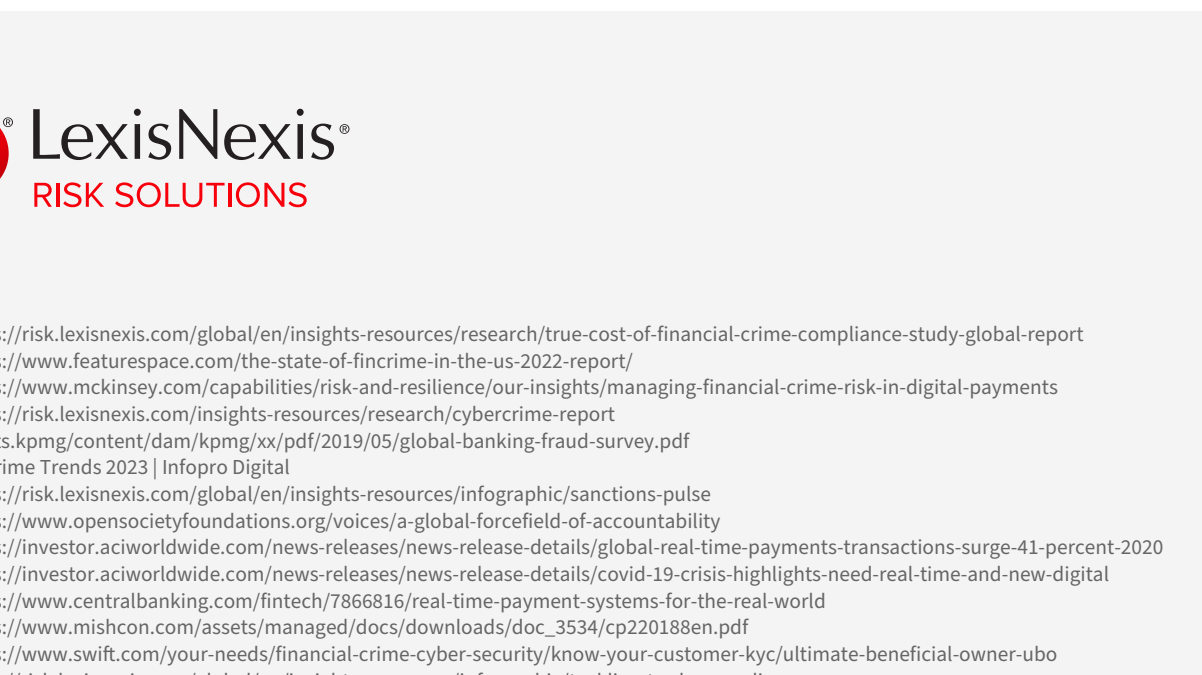 ® LexisNexis®
RISK SOLUTIONS
://risk.lexisnexis.com/global/en/insights-resources/research/true-cost-of-financial-crime-compliance-study-global-report
://www.featurespace.com/the-state-of-fincrime-in-the-us-2022-report/
://www.mckinsey.com/capabilities/risk-and-resilience/our-insights/managing-financial-crime-risk-in-digital-payments
://risk.lexisnexis.com/insights-resources/research/cybercrime-report
s.kpmg/content/dam/kpmg/xx/pdf/2019/05/global-banking-fraud-survey.pdf
rime Trends 2023 | Infopro Digital
://risk.lexisnexis.com/global/en/insights-resources/infographic/sanctions-pulse
://www.opensocietyfoundations.org/voices/a-global-forcefield-of-accountability
://investor.aciworldwide.com/news-releases/news-release-details/global-real-time-payments-transactions-surge-41-percent-2020
://investor.aciworldwide.com/news-releases/news-release-details/covid-19-crisis-highlights-need-real-time-and-new-digital
://www.centralbanking.com/fintech/7866816/real-time-payment-systems-for-the-real-world
://www.mishcon.com/assets/managed/docs/downloads/doc_3534/cp220188en.pdf
://www.swift.com/your-needs/financial-crime-cyber-security/know-your-customer-kyc/ultimate-beneficial-owner-ubo